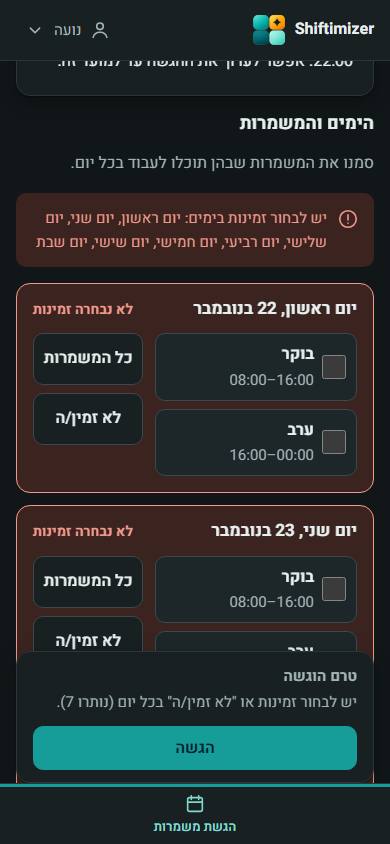 Shiftimizer
נועה
22:00. אפשר לערוך את ההגשה עד למועד זה.
הימים והמשמרות
סמנו את המשמרות שבהן תוכלו לעבוד בכל יום.
יש לבחור זמינות בימים: יום ראשון, יום שני, יום
שלישי, יום רביעי, יום חמישי, יום שישי, יום שבת
יום ראשון, 22 בנובמבר
לא נבחרה זמינות
בוקר
08:00–16:00
ערב
16:00–00:00
כל המשמרות
לא זמין/ה
יום שני, 23 בנובמבר
לא נבחרה זמינות
בוקר
08:00–16:00
ערב
כל המשמרות
לא זמין/ה
טרם הוגשה
יש לבחור זמינות או "לא זמין/ה" בכל יום (נותרו 7).
הגשה
הגשת משמרות